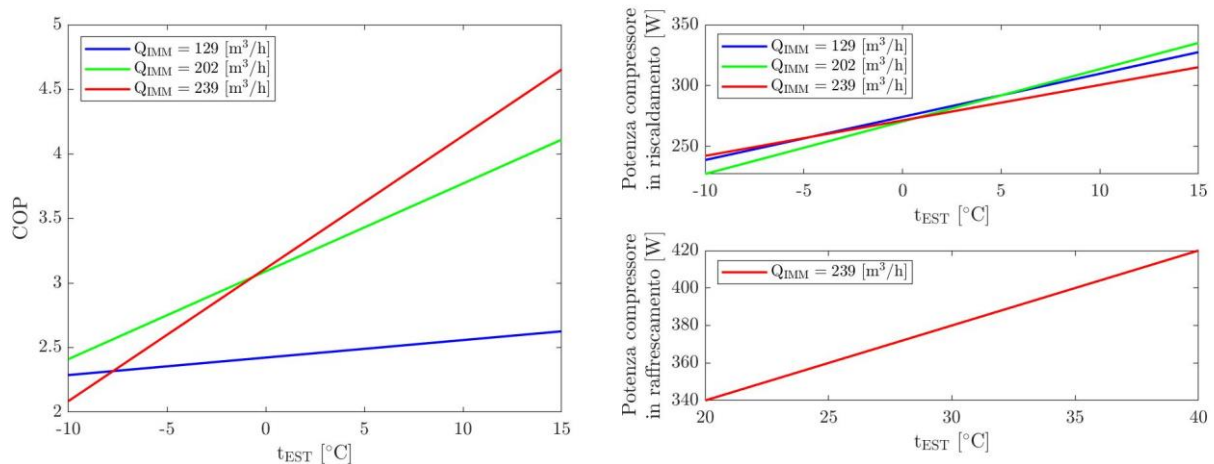 5
4.5
4
3.5
3
2.5
2
COP
Q_IMM = 129 [m³/h]
Q_IMM = 202 [m³/h]
Q_IMM = 239 [m³/h]
-10 -5 0 5 10 15
t_EST [°C]
350
300
250
Potenza compressore
in riscaldamento [W]
Q_IMM = 129 [m³/h]
Q_IMM = 202 [m³/h]
Q_IMM = 239 [m³/h]
-10 -5 0 5 10 15
t_EST [°C]
420
400
380
360
340
Potenza compressore
in raffrescamento [W]
Q_IMM = 239 [m³/h]
20 25 30 35 40
t_EST [°C]